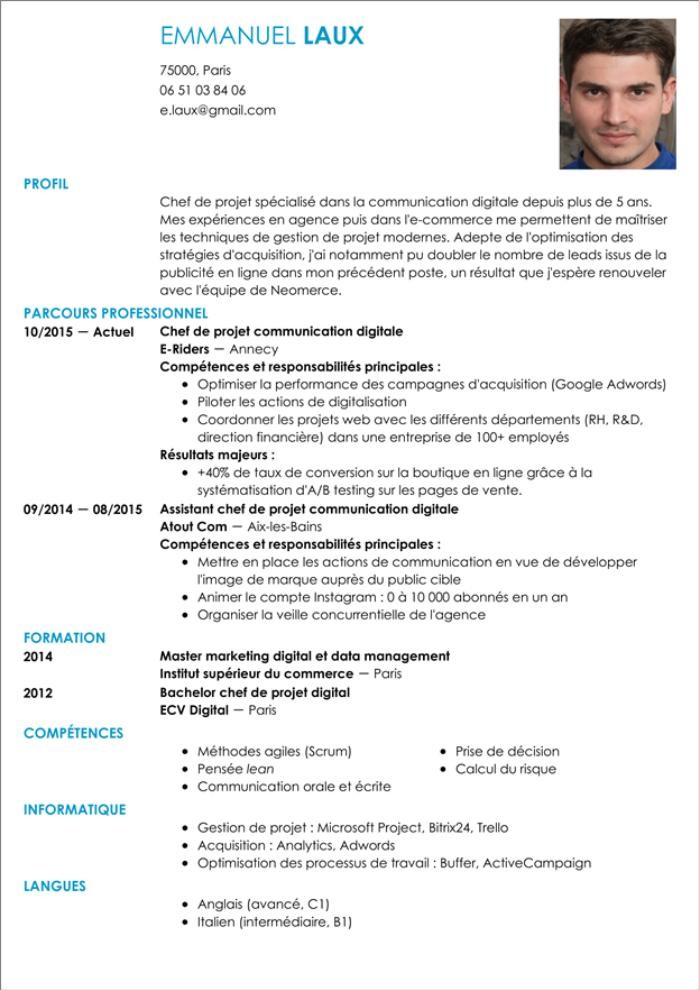 EMMANUEL LAUX
75000, Paris
06 51 03 84 06
e.laux@gmail.com
PROFIL
Chef de projet spécialisé dans la communication digitale depuis plus de 5 ans.
Mes expériences en agence puis dans l'e-commerce me permettent de maîtriser
les techniques de gestion de projet modernes. Adepte de l'optimisation des
stratégies d'acquisition, j'ai notamment pu doubler le nombre de leads issus de la
publicité en ligne dans mon précédent poste, un résultat que j'espère renouveler
avec l'équipe de Neomerce.
PARCOURS PROFESSIONNEL
10/2015 — Actuel Chef de projet communication digitale
E-Riders — Annecy
Compétences et responsabilités principales :
• Optimiser la performance des campagnes d'acquisition (Google Adwords)
• Piloter les actions de digitalisation
• Coordonner les projets web avec les différents départements (RH, R&D,
direction financière) dans une entreprise de 100+ employés
Résultats majeurs :
• +40% de taux de conversion sur la boutique en ligne grâce à la
systématisation d'A/B testing sur les pages de vente.
09/2014 — 08/2015 Assistant chef de projet communication digitale
Atout Com — Aix-les-Bains
Compétences et responsabilités principales :
• Mettre en place les actions de communication en vue de développer
l'image de marque auprès du public cible
• Animer le compte Instagram : 0 à 10 000 abonnés en un an
• Organiser la veille concurrentielle de l'agence
FORMATION
2014 Master marketing digital et data management
Institut supérieur du commerce — Paris
2012 Bachelor chef de projet digital
ECV Digital — Paris
COMPÉTENCES
• Méthodes agiles (Scrum) • Prise de décision
• Pensée lean • Calcul du risque
• Communication orale et écrite
INFORMATIQUE
• Gestion de projet : Microsoft Project, Bitrix24, Trello
• Acquisition : Analytics, Adwords
• Optimisation des processus de travail : Buffer, ActiveCampaign
LANGUES
• Anglais (avancé, C1)
• Italien (intermédiaire, B1)